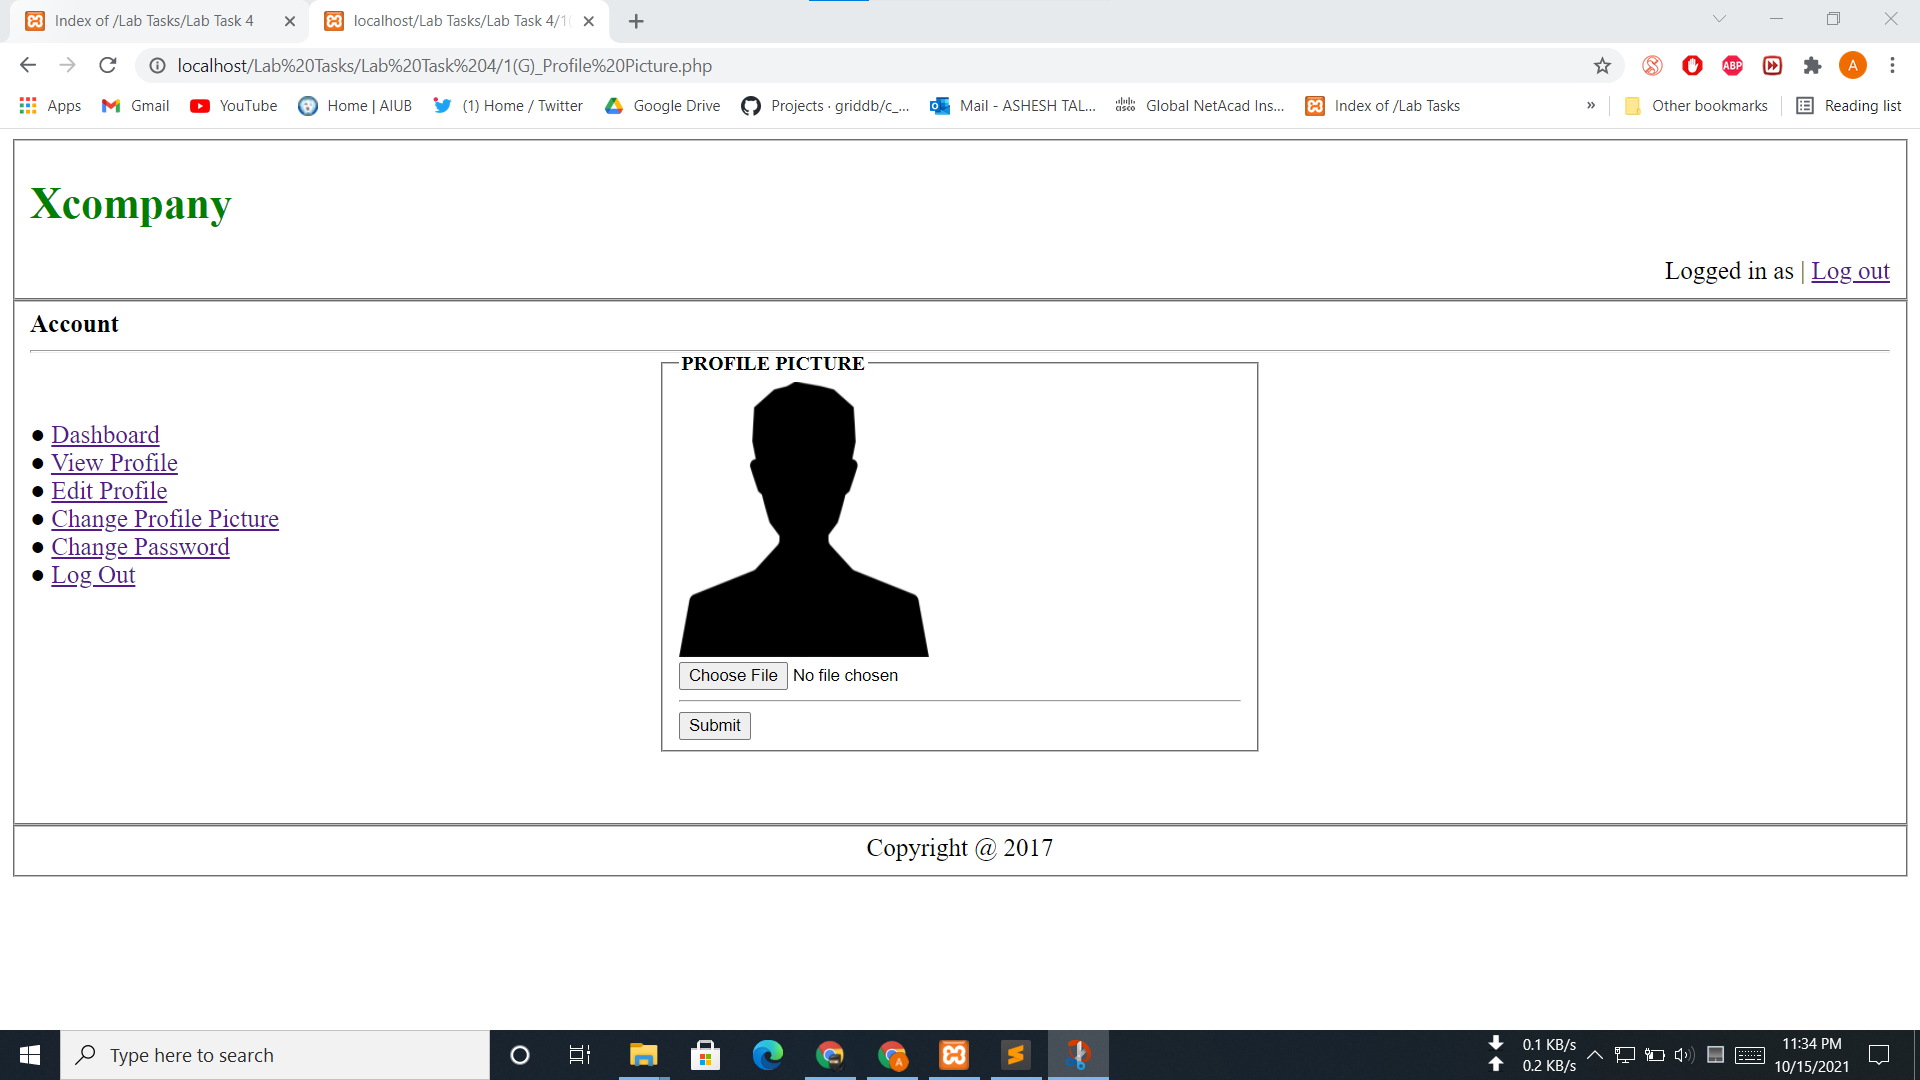 Index of /Lab Tasks/Lab Task 4
localhost/Lab Tasks/Lab Task 4/1(
localhost/Lab%20Tasks/Lab%20Task%204/1(G)_Profile%20Picture.php
ABP
A
Apps
Gmail
YouTube
Home | AIUB
(1) Home / Twitter
Google Drive
Projects · griddb/c_...
Mail - ASHESH TAL...
Global NetAcad Ins...
Index of /Lab Tasks
»
Other bookmarks
Reading list
Xcompany
Logged in as | Log out
Account
PROFILE PICTURE
● Dashboard
● View Profile
● Edit Profile
● Change Profile Picture
● Change Password
● Log Out
Choose File No file chosen
Submit
Copyright @ 2017
Type here to search
0.1 KB/s
0.2 KB/s
11:34 PM
10/15/2021